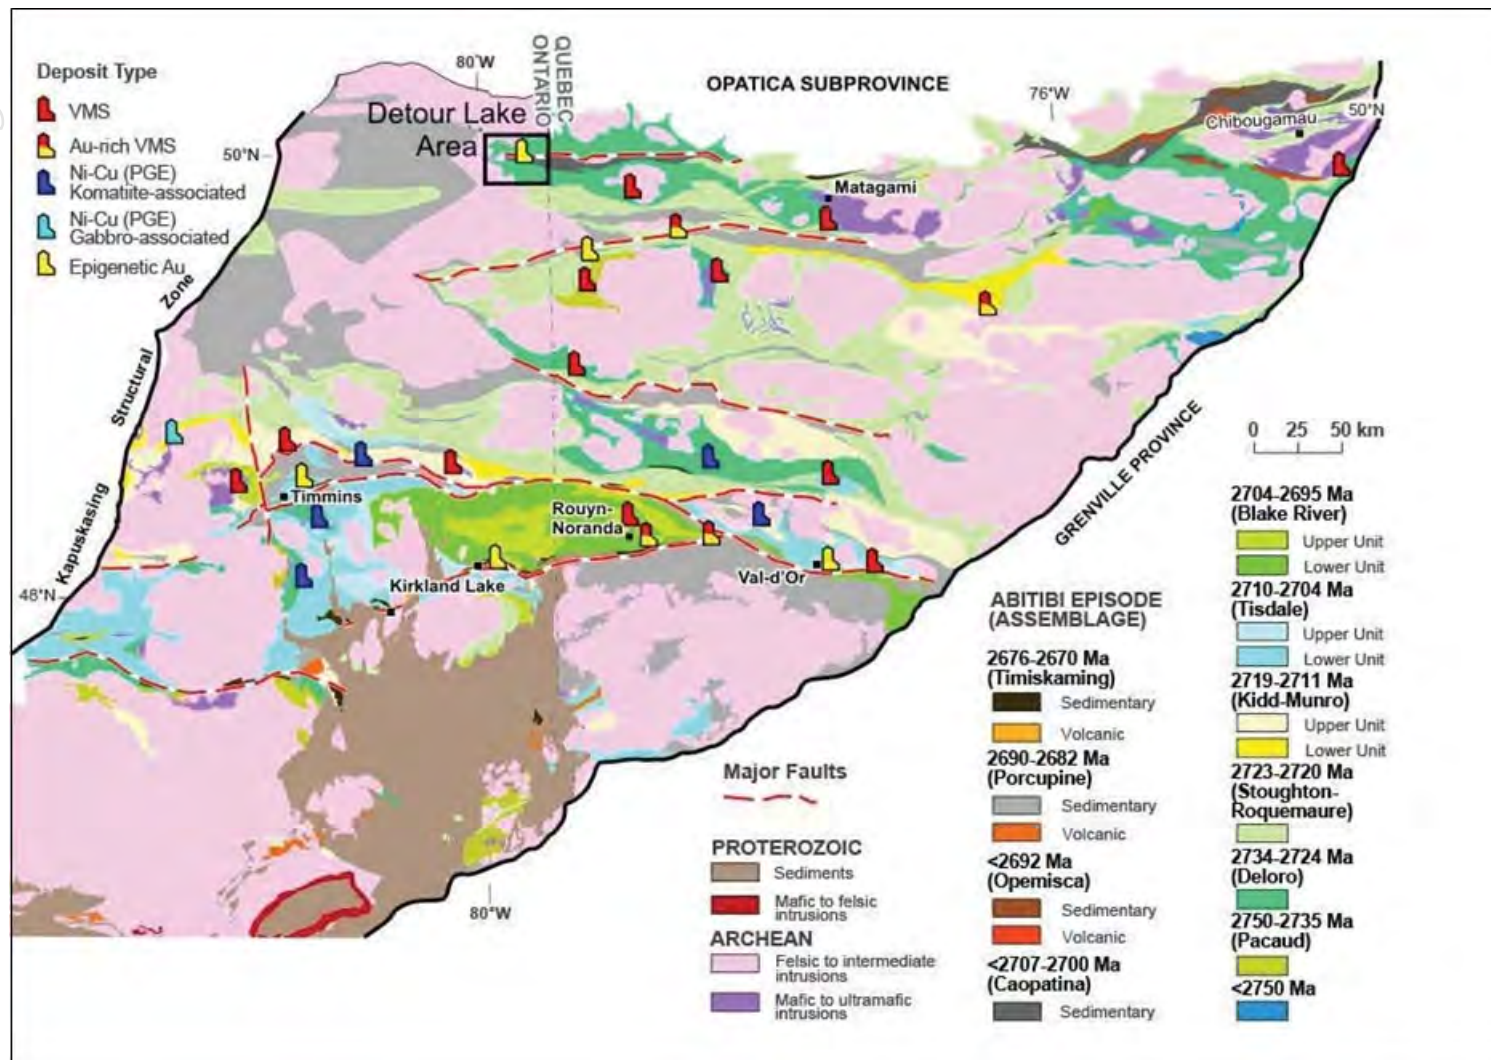 Deposit Type
VMS
Au-rich VMS
Ni-Cu (PGE)
Komatiite-associated
Ni-Cu (PGE)
Gabbro-associated
Epigenetic Au
80°W
QUEBEC
ONTARIO
OPATICA SUBPROVINCE
76°W
50°N
Chibougamau
Detour Lake
Area
50°N
Matagami
Kapuskasing Structural Zone
Timmins
Rouyn-
Noranda
Kirkland Lake
Val-d'Or
48°N
GRENVILLE PROVINCE
80°W
0 25 50 km
Major Faults
PROTEROZOIC
Sediments
Mafic to felsic
intrusions
ARCHEAN
Felsic to intermediate
intrusions
Mafic to ultramafic
intrusions
ABITIBI EPISODE
(ASSEMBLAGE)
2676-2670 Ma
(Timiskaming)
Sedimentary
Volcanic
2690-2682 Ma
(Porcupine)
Sedimentary
Volcanic
<2692 Ma
(Opemisca)
Sedimentary
Volcanic
<2707-2700 Ma
(Caopatina)
Sedimentary
2704-2695 Ma
(Blake River)
Upper Unit
Lower Unit
2710-2704 Ma
(Tisdale)
Upper Unit
Lower Unit
2719-2711 Ma
(Kidd-Munro)
Upper Unit
Lower Unit
2723-2720 Ma
(Stoughton-
Roquemaure)
2734-2724 Ma
(Deloro)
2750-2735 Ma
(Pacaud)
<2750 Ma